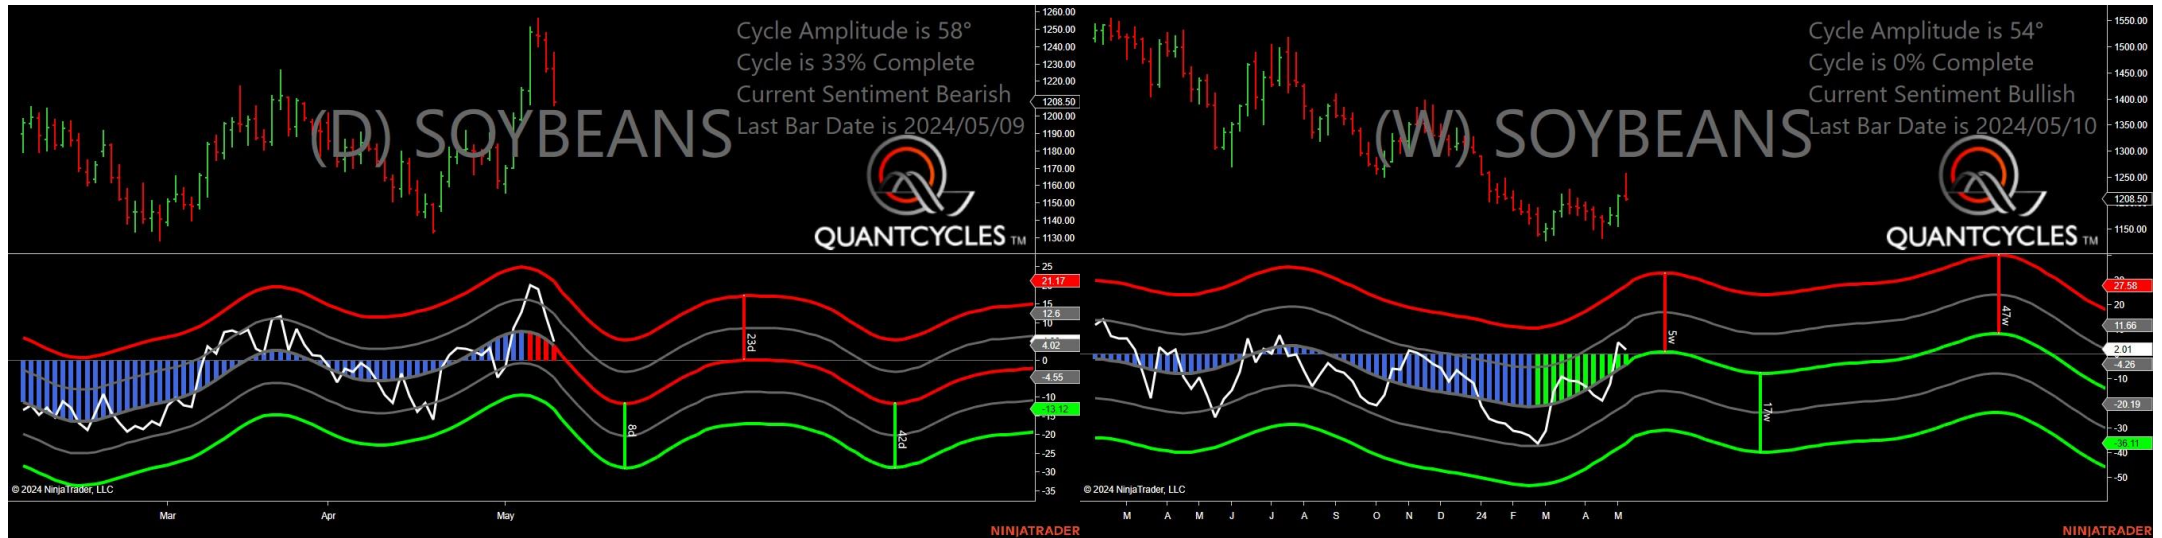 Cycle Amplitude is 58°
Cycle is 33% Complete
Current Sentiment Bearish
Last Bar Date is 2024/05/09
(D) SOYBEANS
QUANTCYCLES TM
1260.00
1250.00
1240.00
1230.00
1220.00
1208.50
1200.00
1190.00
1180.00
1170.00
1160.00
1150.00
1140.00
1130.00
25
21.17
15
12.6
10
4.02
0
-4.55
-10
-13.12
-15
-20
-25
-30
-35
8d
23d
42d
© 2024 NinjaTrader, LLC
Mar
Apr
May
NINJATRADER
Cycle Amplitude is 54°
Cycle is 0% Complete
Current Sentiment Bullish
Last Bar Date is 2024/05/10
(W) SOYBEANS
QUANTCYCLES TM
1550.00
1500.00
1450.00
1400.00
1350.00
1300.00
1250.00
1208.50
1150.00
27.58
20
11.66
2.01
-4.26
-10
-20.19
-30
-36.11
-40
-50
5w
17w
47w
© 2024 NinjaTrader, LLC
M A M J J A S O N D 24 F M A M
NINJATRADER